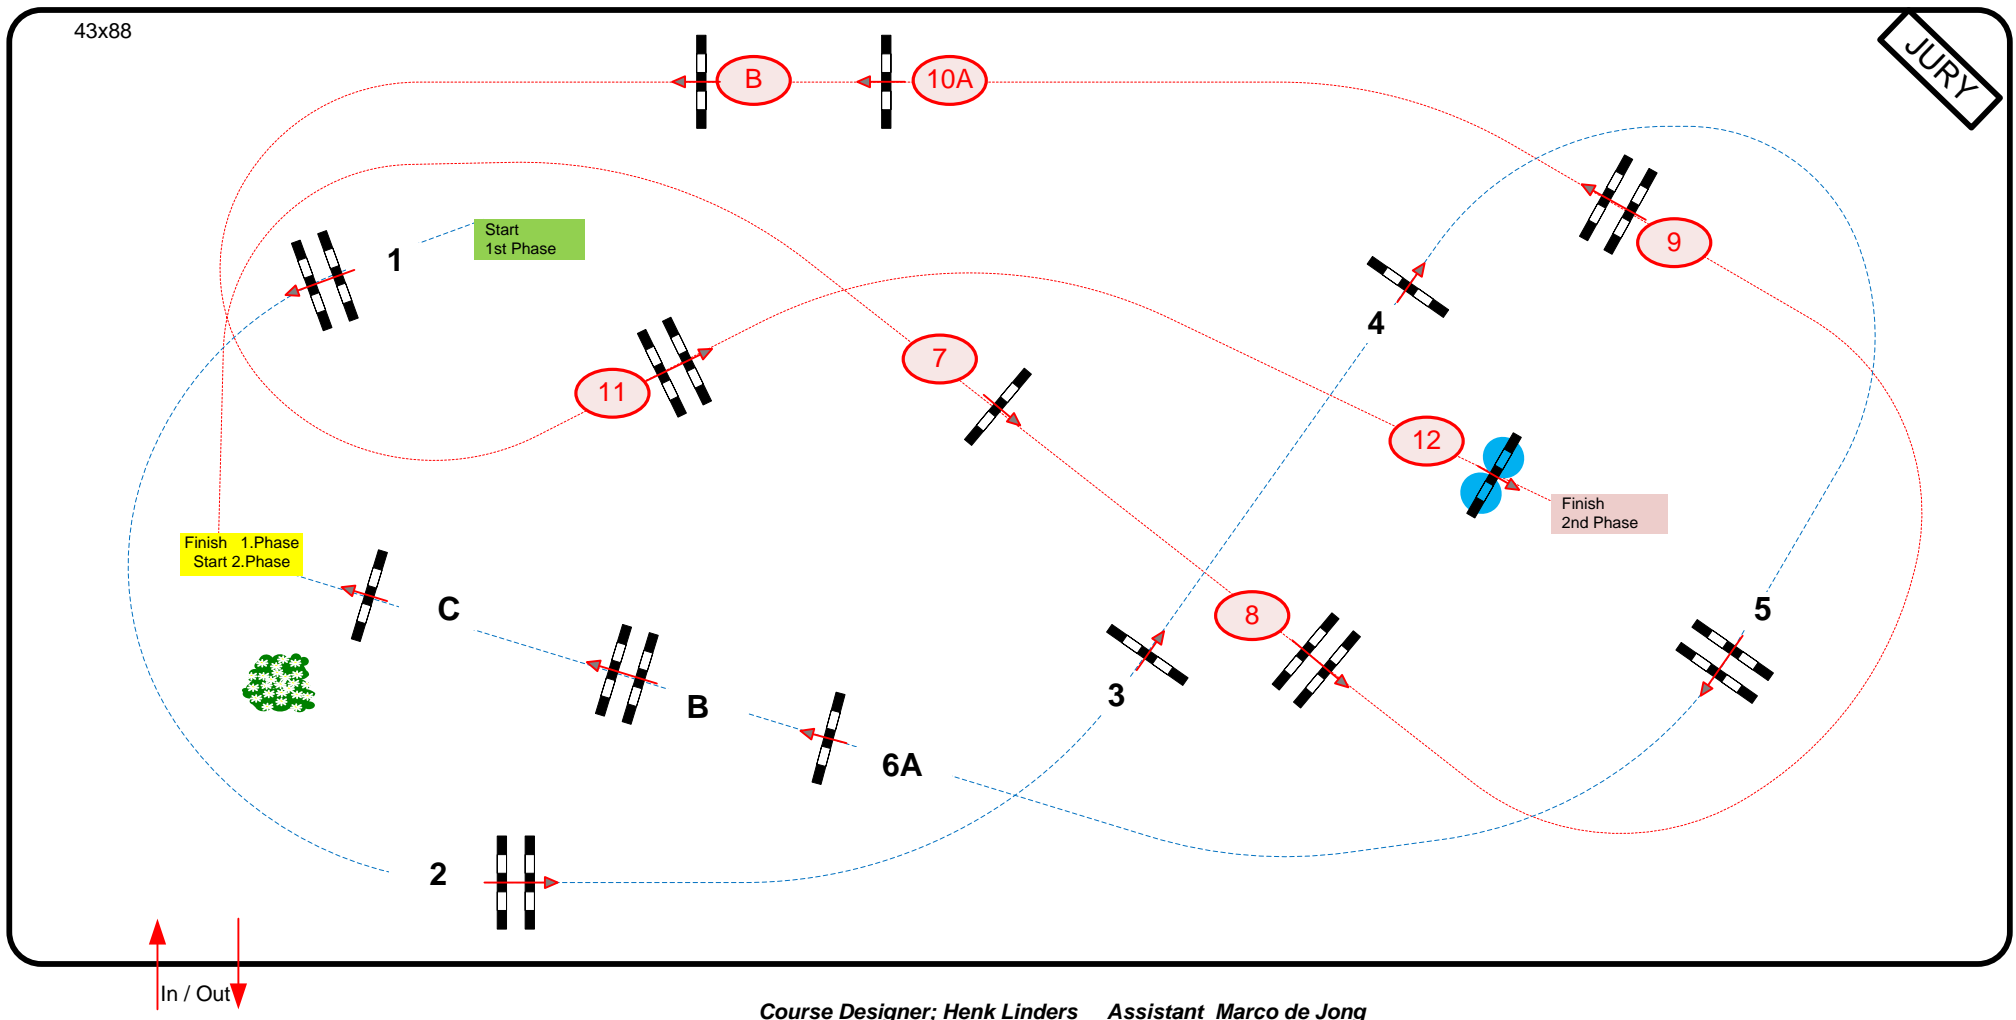 43x88
JURY
B
10A
9
1
Start
1st Phase
4
7
11
12
Finish
2nd Phase
Finish 1.Phase
Start 2.Phase
C
8
5
B
3
6A
2
In / Out
Course Designer; Henk Linders Assistant Marco de Jong